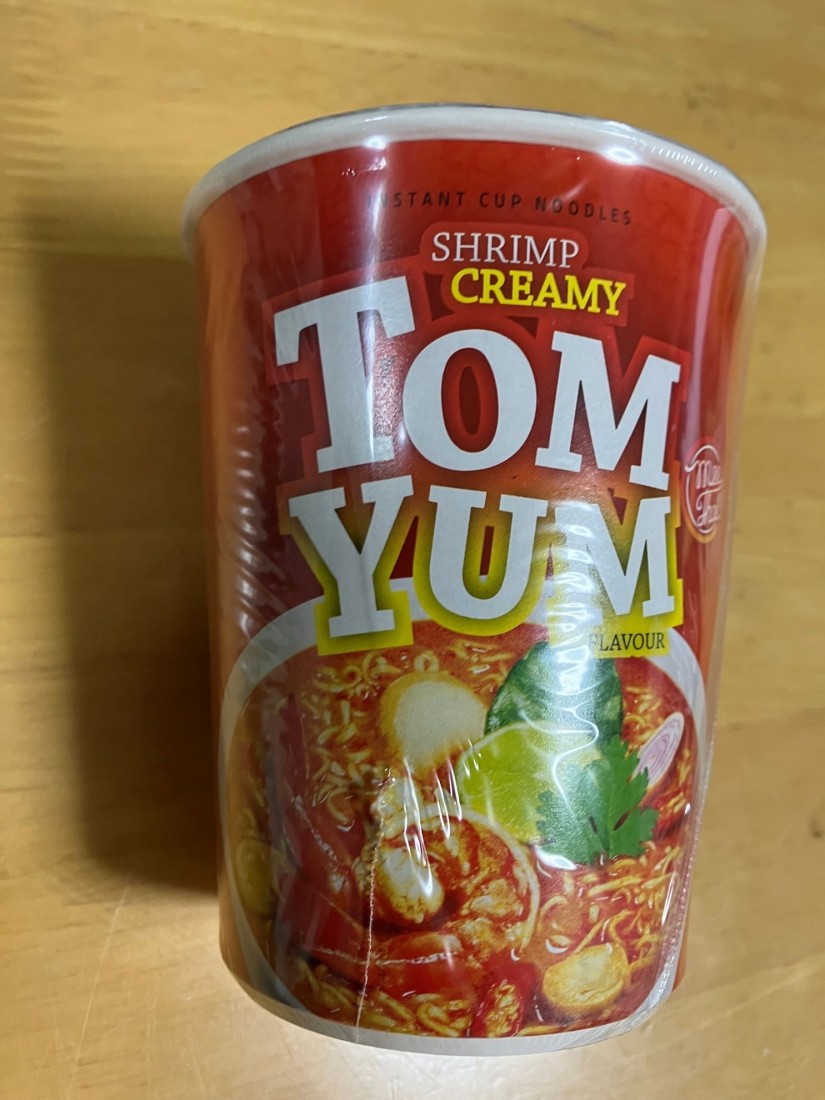 INSTANT CUP NOODLES
SHRIMP
CREAMY
TOM
YUM
FLAVOUR